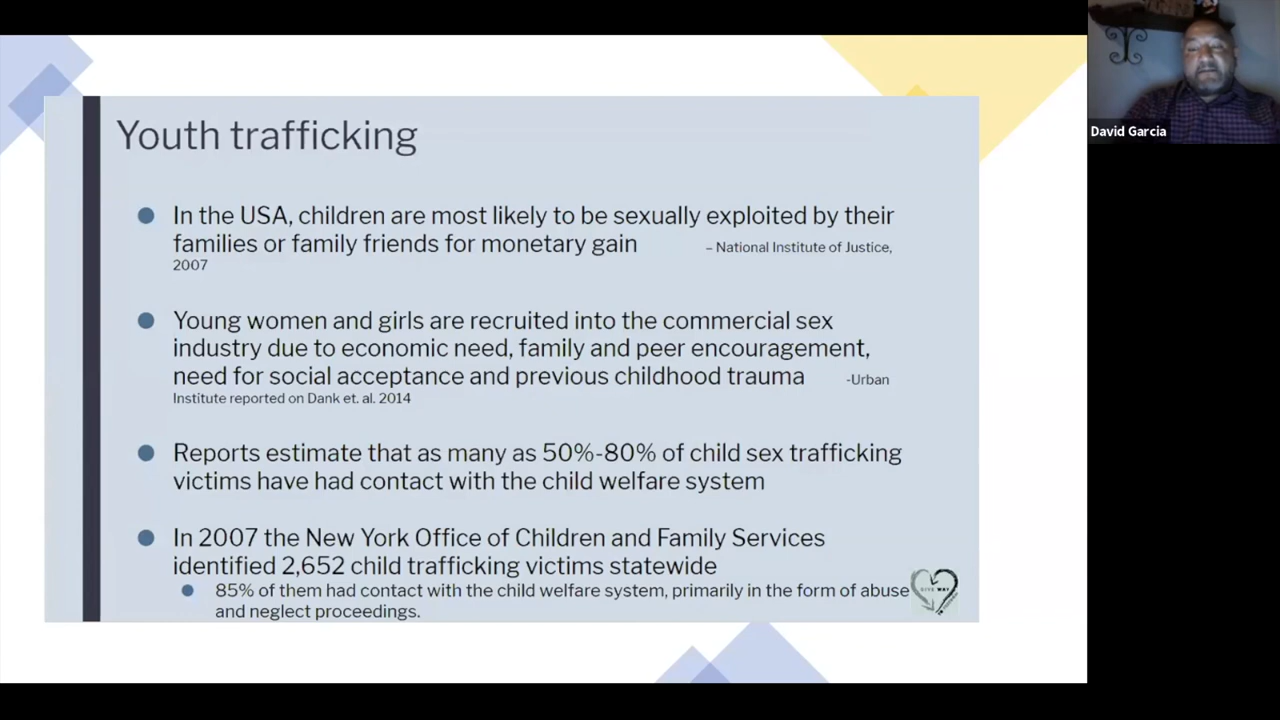 Youth trafficking
In the USA, children are most likely to be sexually exploited by their
families or family friends for monetary gain – National Institute of Justice,
2007
Young women and girls are recruited into the commercial sex
industry due to economic need, family and peer encouragement,
need for social acceptance and previous childhood trauma -Urban
Institute reported on Dank et. al. 2014
Reports estimate that as many as 50%-80% of child sex trafficking
victims have had contact with the child welfare system
In 2007 the New York Office of Children and Family Services
identified 2,652 child trafficking victims statewide
85% of them had contact with the child welfare system, primarily in the form of abuse
and neglect proceedings.
GIVE WAY
David Garcia